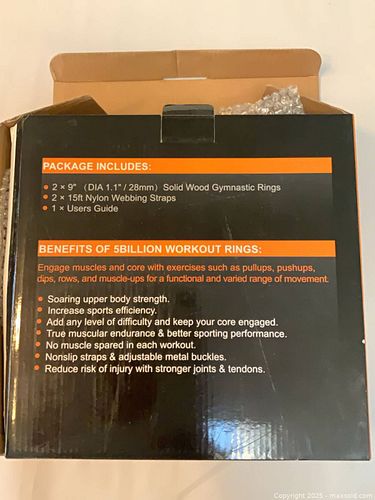 PACKAGE INCLUDES:
• 2 × 9" (DIA 1.1" / 28mm) Solid Wood Gymnastic Rings
• 2 × 15ft Nylon Webbing Straps
• 1 × Users Guide
BENEFITS OF 5BILLION WORKOUT RINGS:
Engage muscles and core with exercises such as pullups, pushups,
dips, rows, and muscle-ups for a functional and varied range of movement.
• Soaring upper body strength.
• Increase sports efficiency.
• Add any level of difficulty and keep your core engaged.
• True muscular endurance & better sporting performance.
• No muscle spared in each workout.
• Nonslip straps & adjustable metal buckles.
• Reduce risk of injury with stronger joints & tendons.
Copyright 2025 - maxsold.com